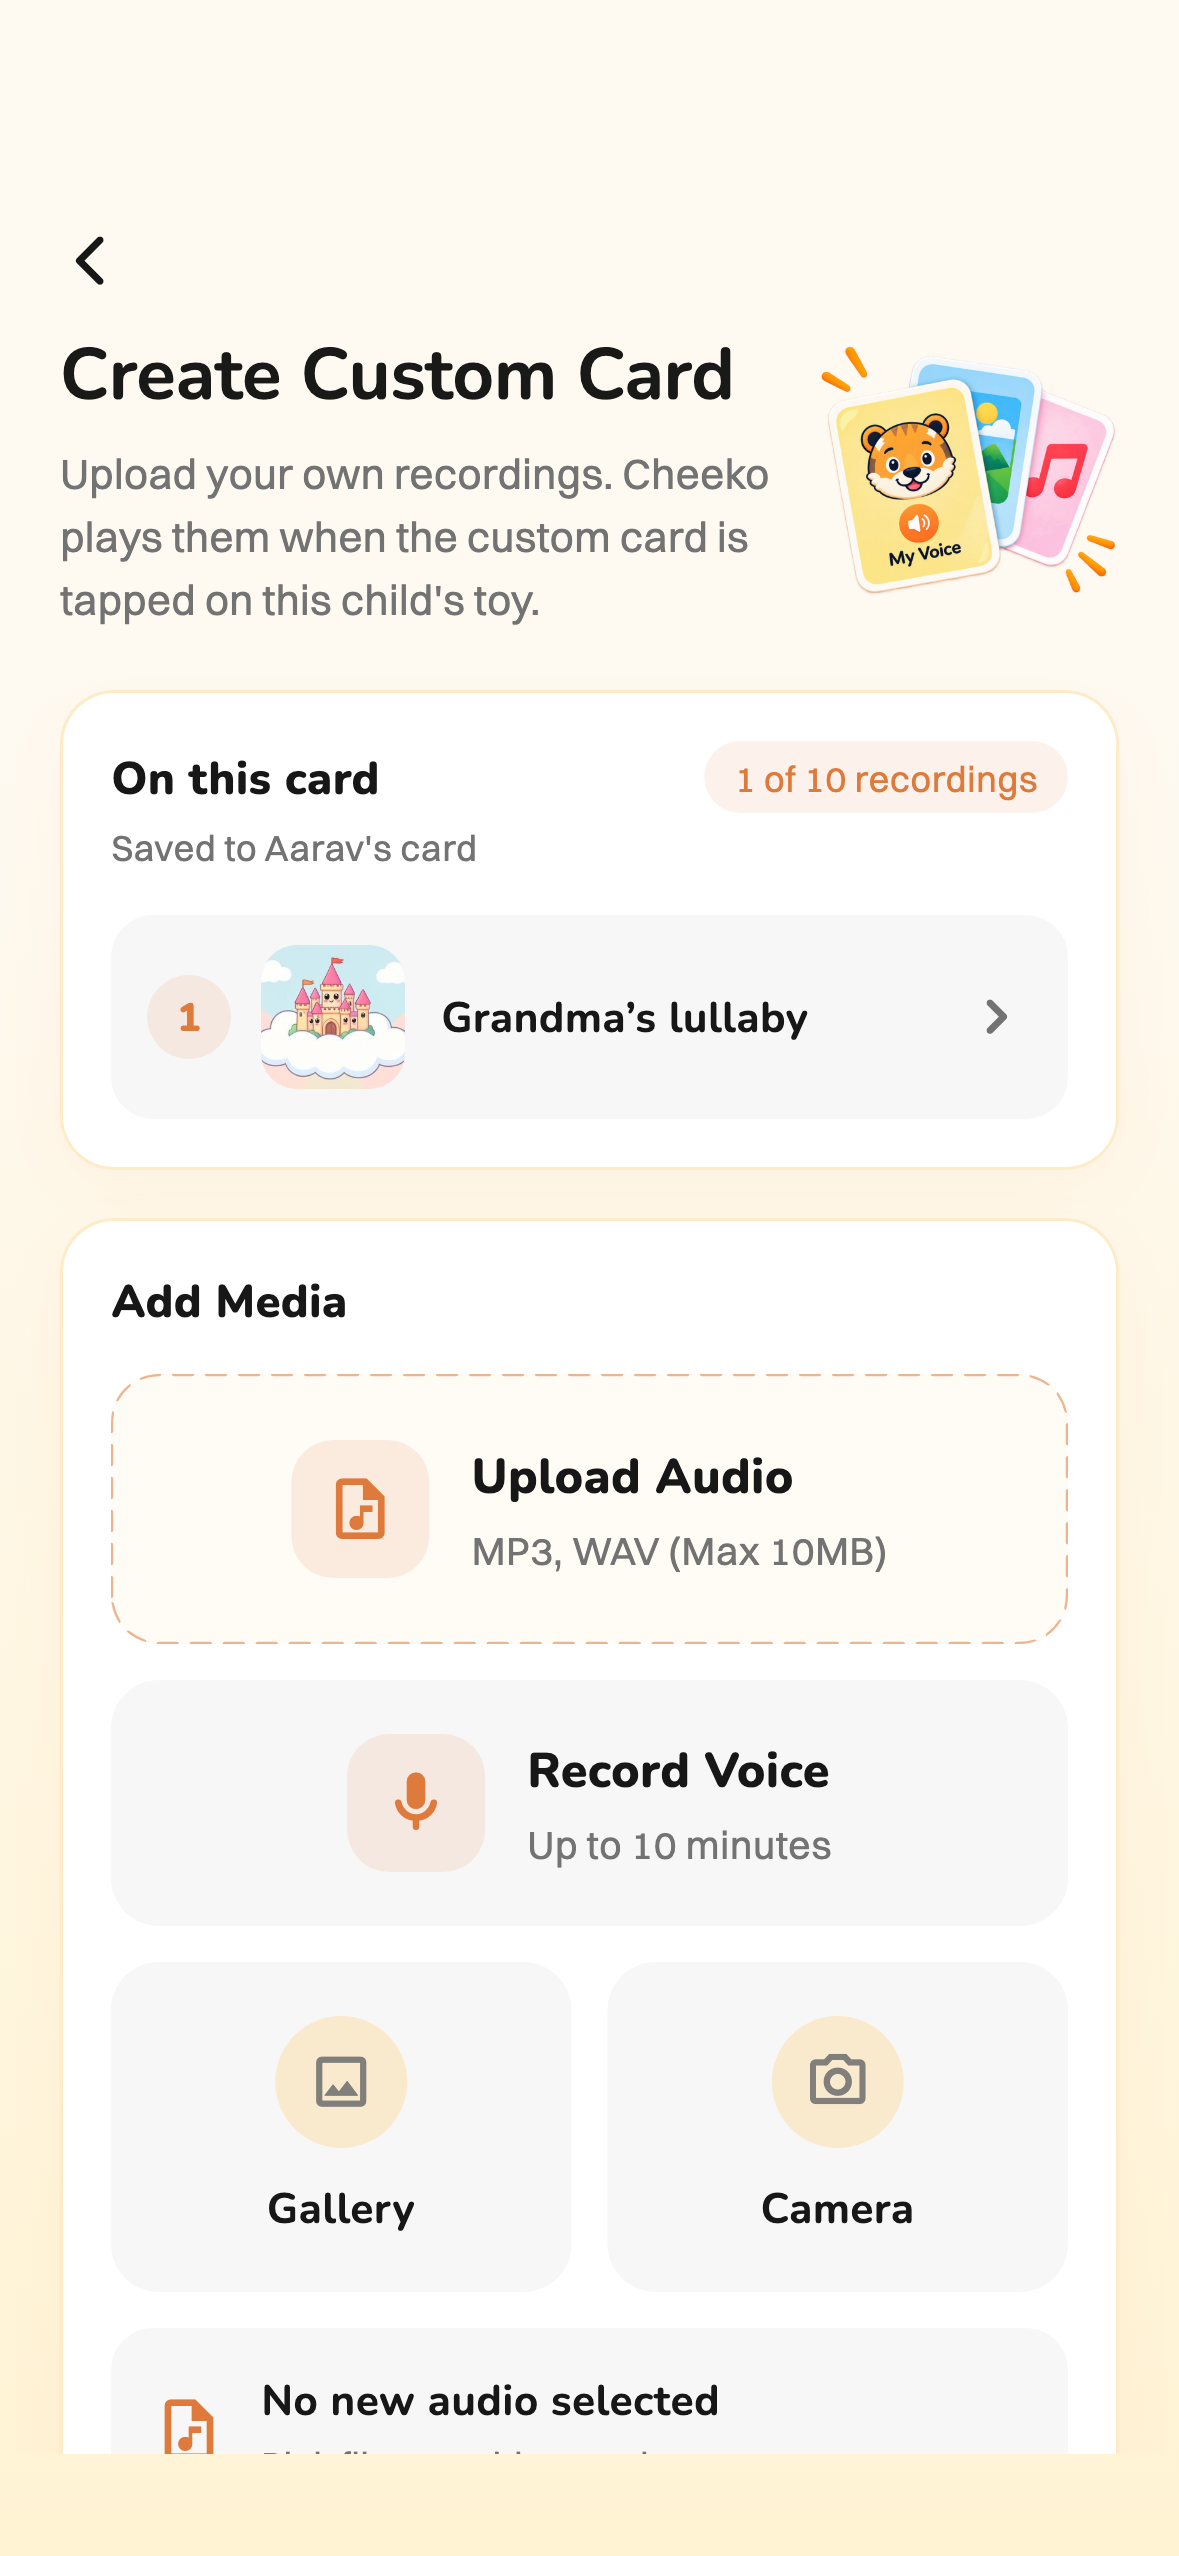 Create Custom Card
Upload your own recordings. Cheeko
plays them when the custom card is
tapped on this child's toy.
My Voice
On this card
1 of 10 recordings
Saved to Aarav's card
1
Grandma’s lullaby
Add Media
Upload Audio
MP3, WAV (Max 10MB)
Record Voice
Up to 10 minutes
Gallery
Camera
No new audio selected